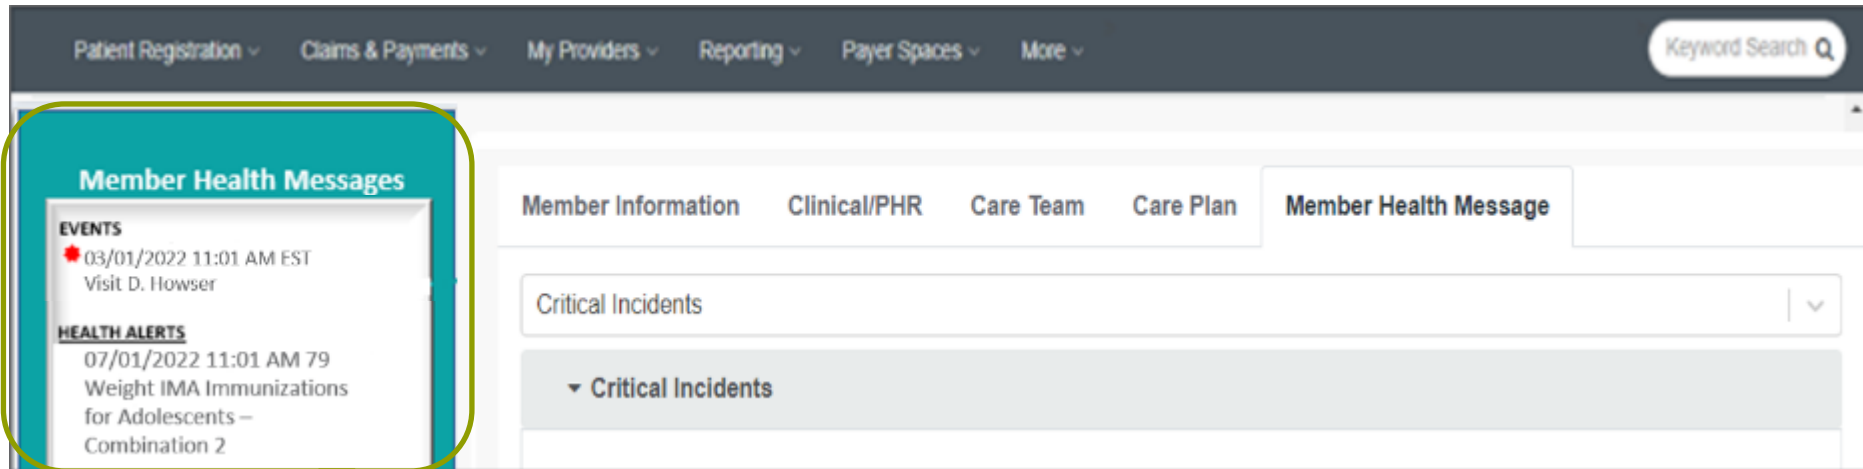 Patient Registration Claims & Payments My Providers Reporting Payer Spaces More Keyword Search
Member Health Messages
EVENTS
03/01/2022 11:01 AM EST
Visit D. Howser
HEALTH ALERTS
07/01/2022 11:01 AM 79
Weight IMA Immunizations
for Adolescents –
Combination 2
Member Information Clinical/PHR Care Team Care Plan Member Health Message
Critical Incidents
Critical Incidents